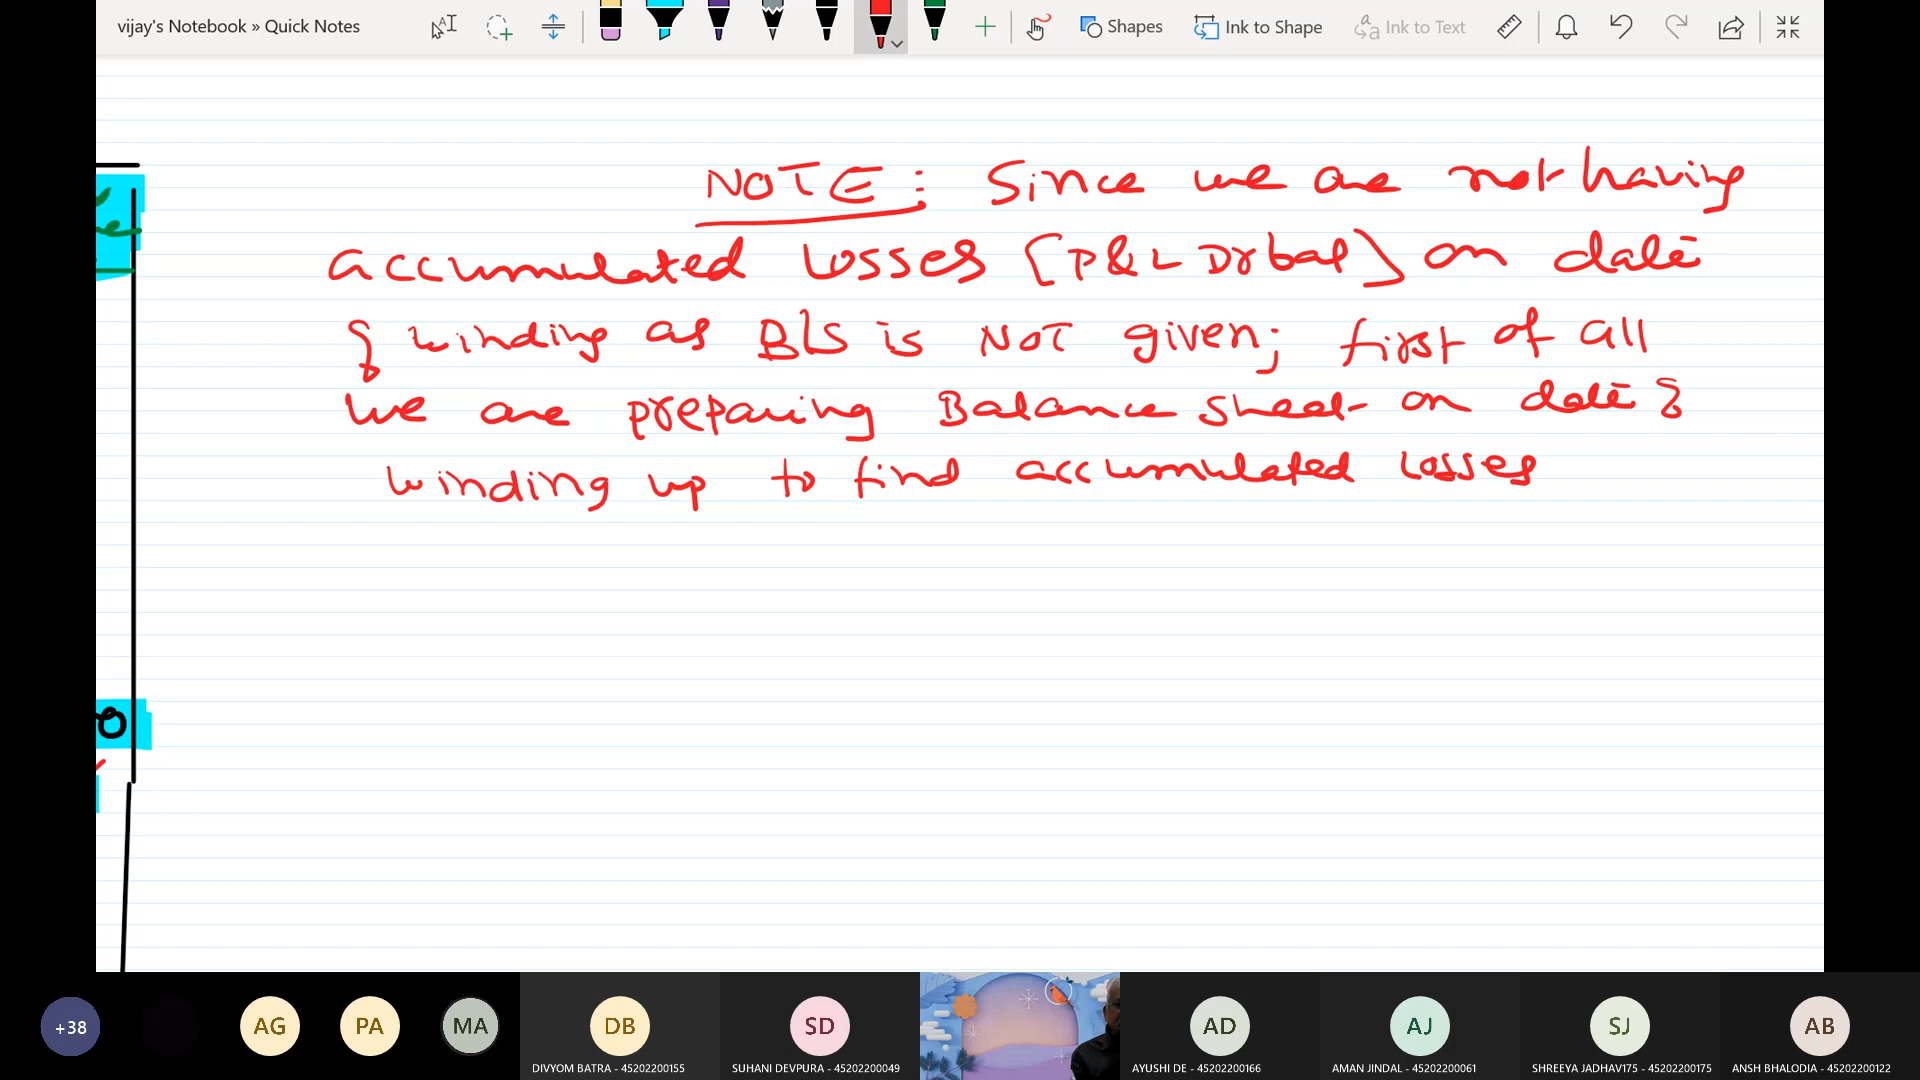 vijay's Notebook » Quick Notes
Shapes
Ink to Shape
Ink to Text
NOTE: Since we are not having
accumulated losses [P&L Dr bal] on date
of winding as B/S is NOT given; first of all
we are preparing Balance sheet on date of
winding up to find accumulated losses
+38
AG
PA
MA
DB
DIVYOM BATRA - 45202200155
SD
SUHANI DEVPURA - 45202200049
AD
AYUSHI DE - 45202200166
AJ
AMAN JINDAL - 45202200061
SJ
SHREEYA JADHAV175 - 45202200175
AB
ANSH BHALODIA - 45202200122